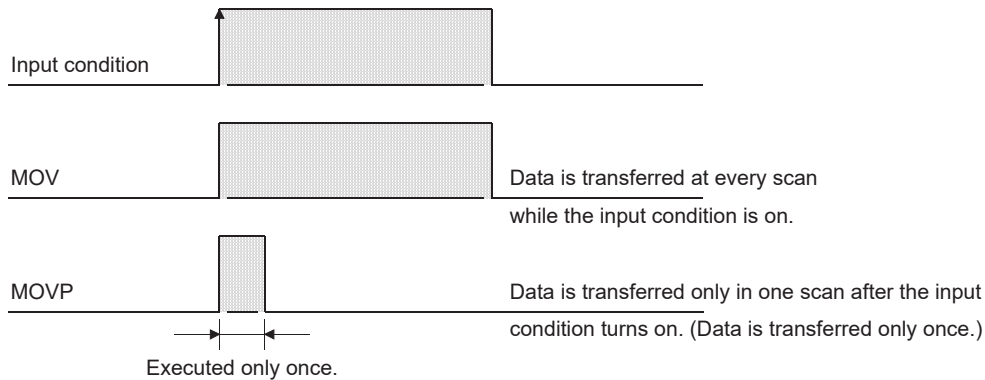 Input condition
MOV
Data is transferred at every scan
while the input condition is on.
MOVP
Data is transferred only in one scan after the input
condition turns on. (Data is transferred only once.)
Executed only once.